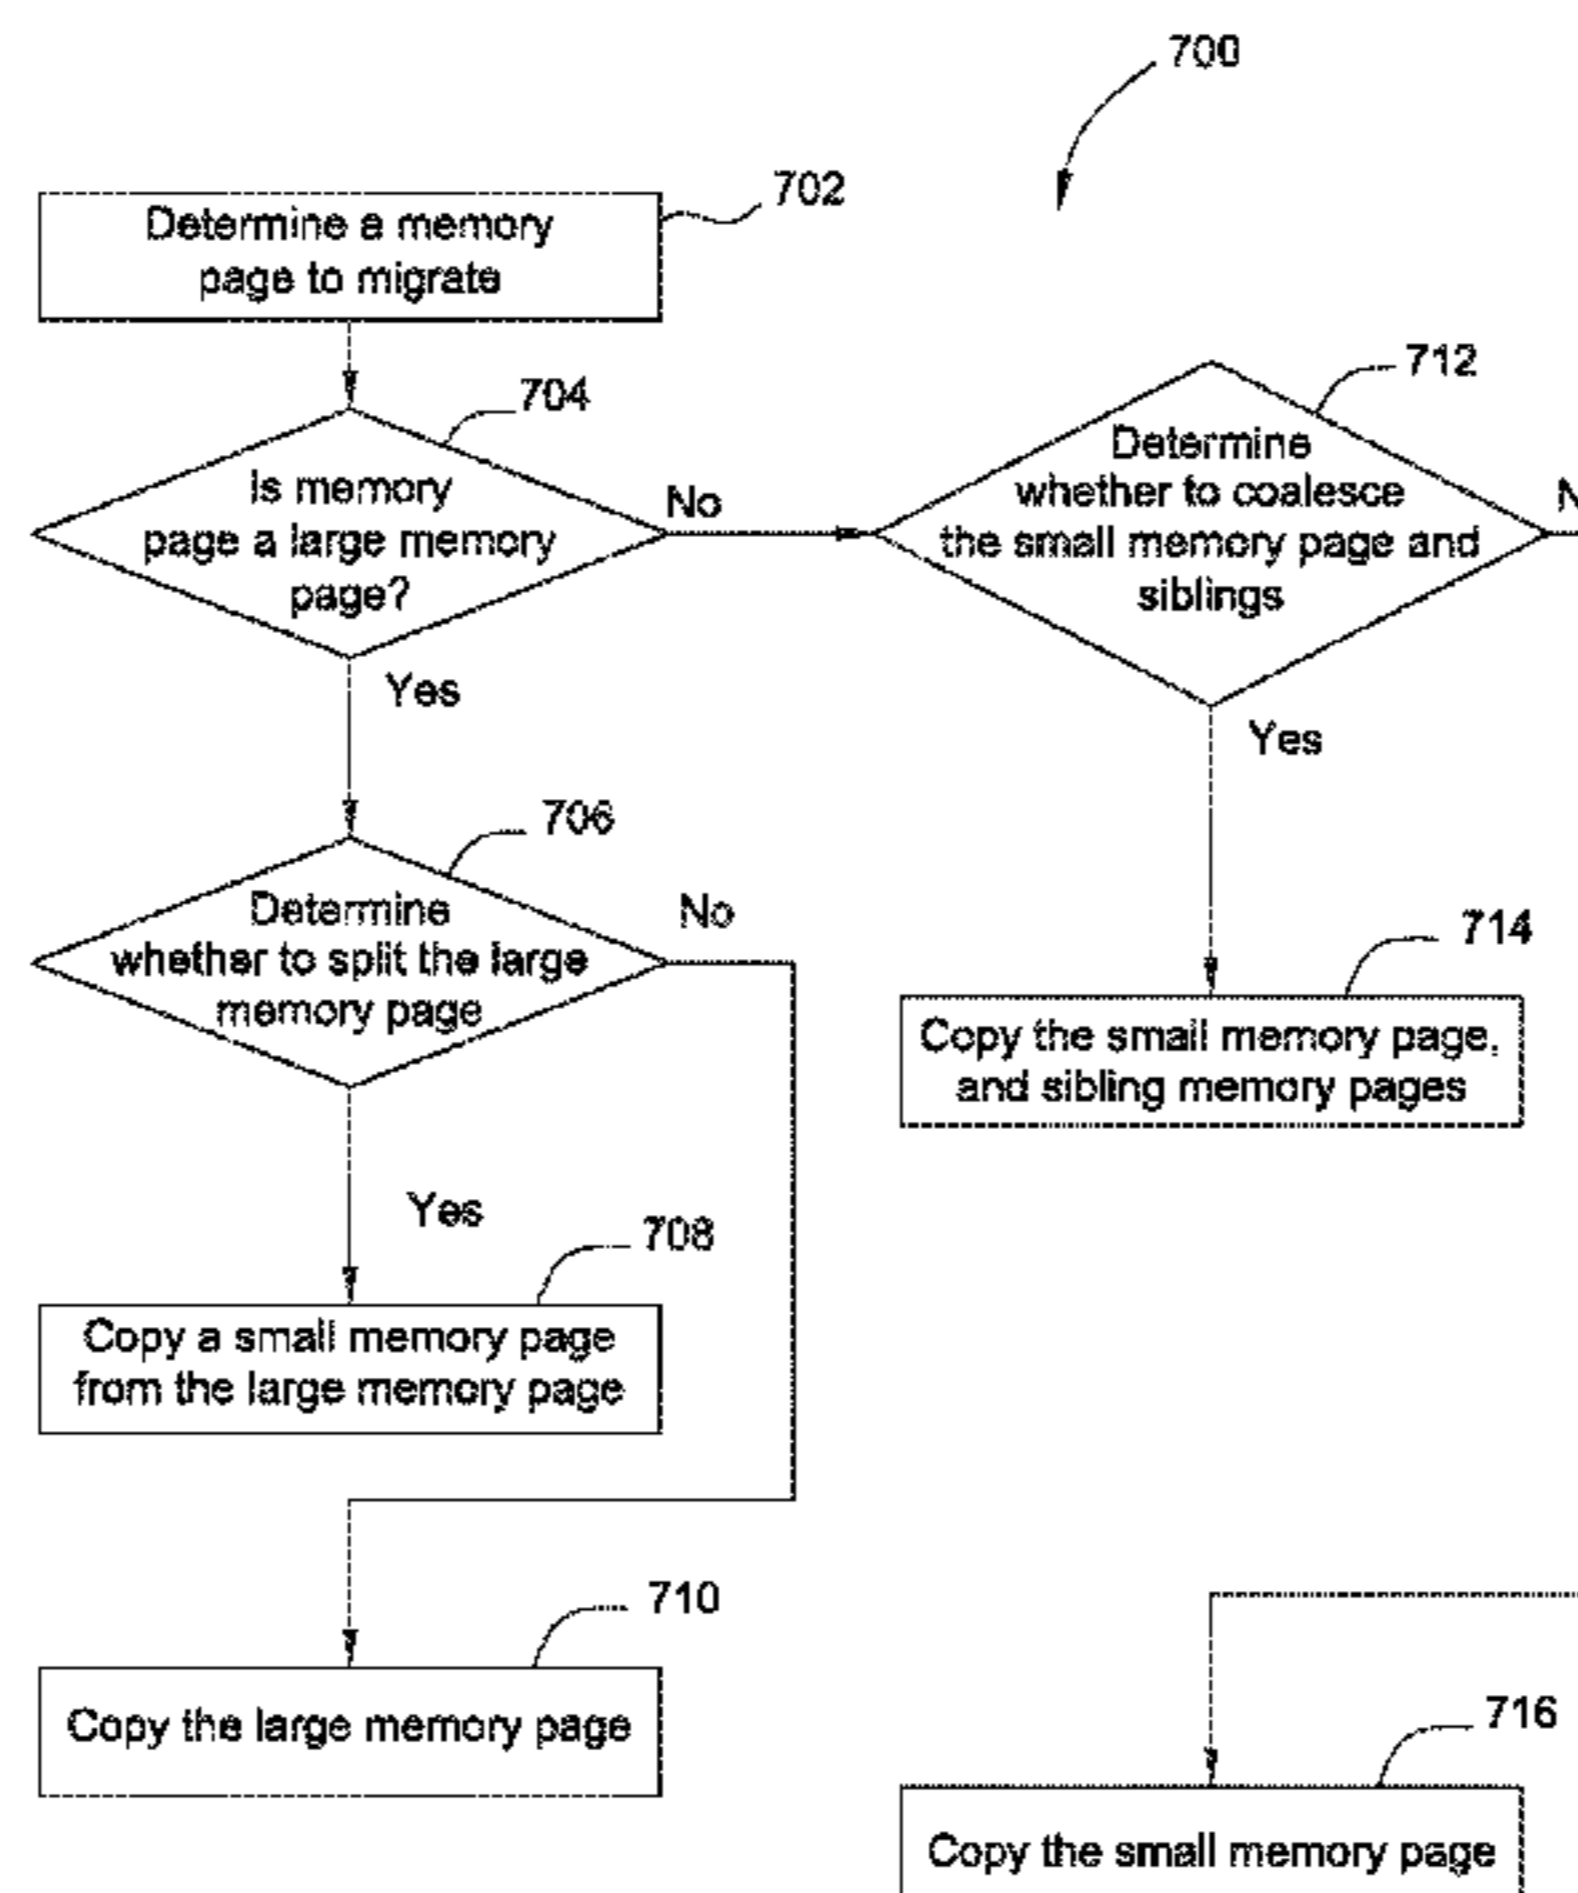 700
702
Determine a memory
page to migrate
704
Is memory
page a large memory
page?
No
Yes
712
Determine
whether to coalesce
the small memory page and
siblings
Yes
706
Determine
whether to split the large
memory page
No
Yes
714
Copy the small memory page,
and sibling memory pages
708
Copy a small memory page
from the large memory page
710
Copy the large memory page
716
Copy the small memory page